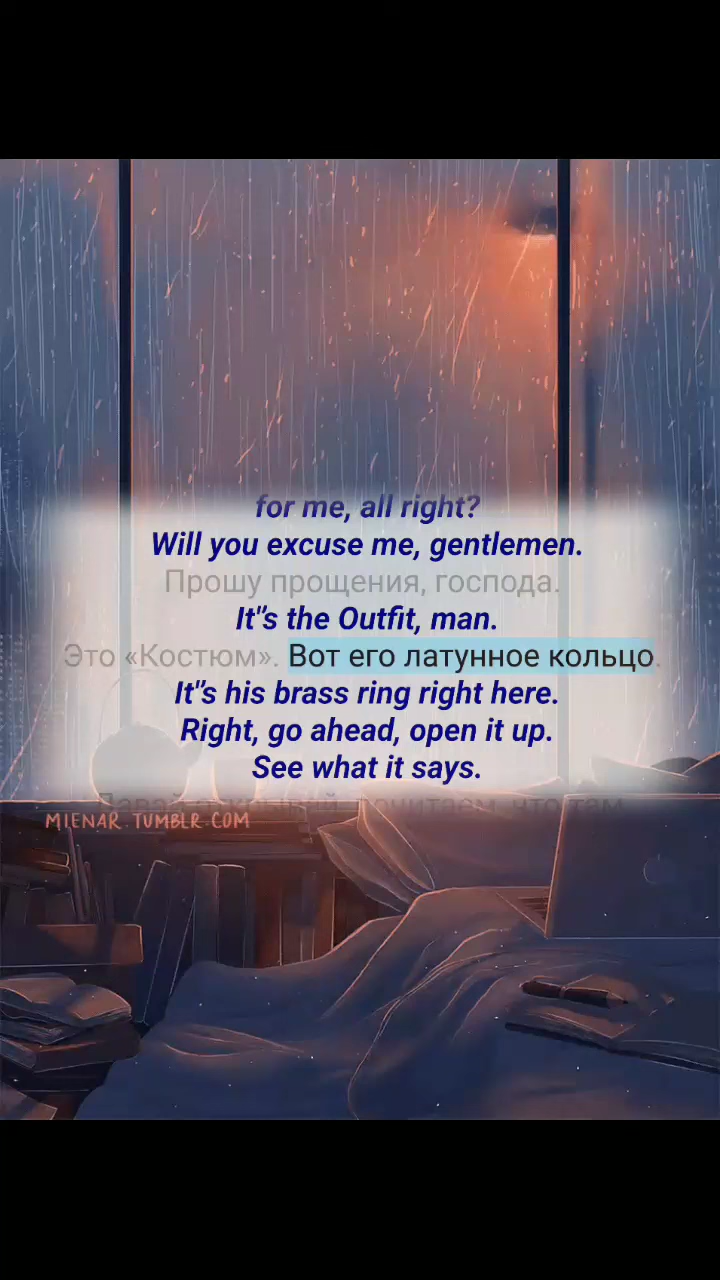 for me, all right?
Will you excuse me, gentlemen.
Прошу прощения, господа.
It"s the Outfit, man.
Это «Костюм». Вот его латунное кольцо.
It"s his brass ring right here.
Right, go ahead, open it up.
See what it says.
MIENAR.TUMBLR.COM